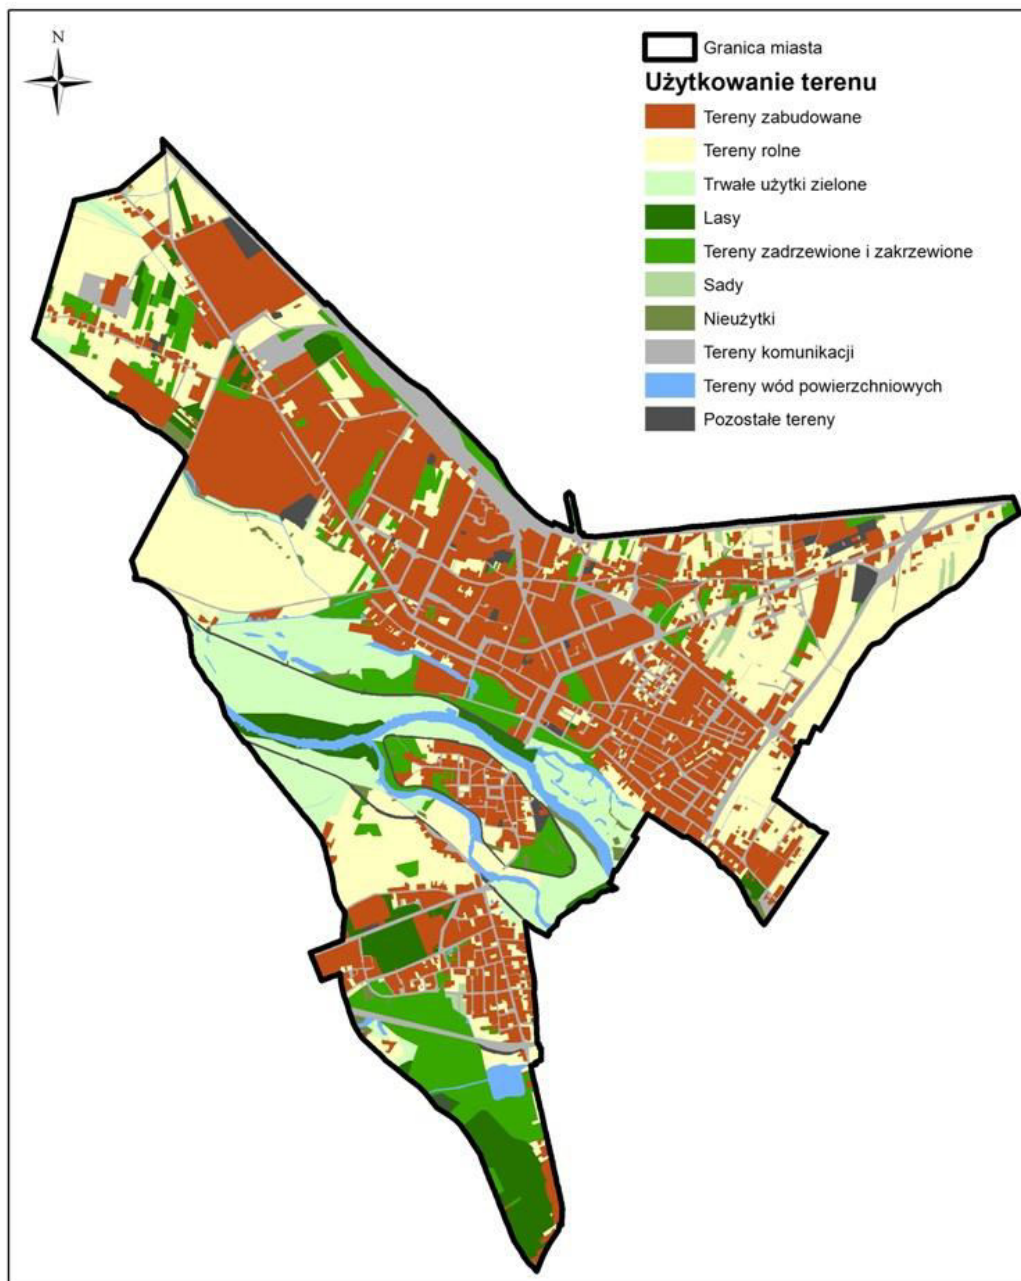 N
Granica miasta
Użytkowanie terenu
Tereny zabudowane
Tereny rolne
Trwałe użytki zielone
Lasy
Tereny zadrzewione i zakrzewione
Sady
Nieużytki
Tereny komunikacji
Tereny wód powierzchniowych
Pozostałe tereny